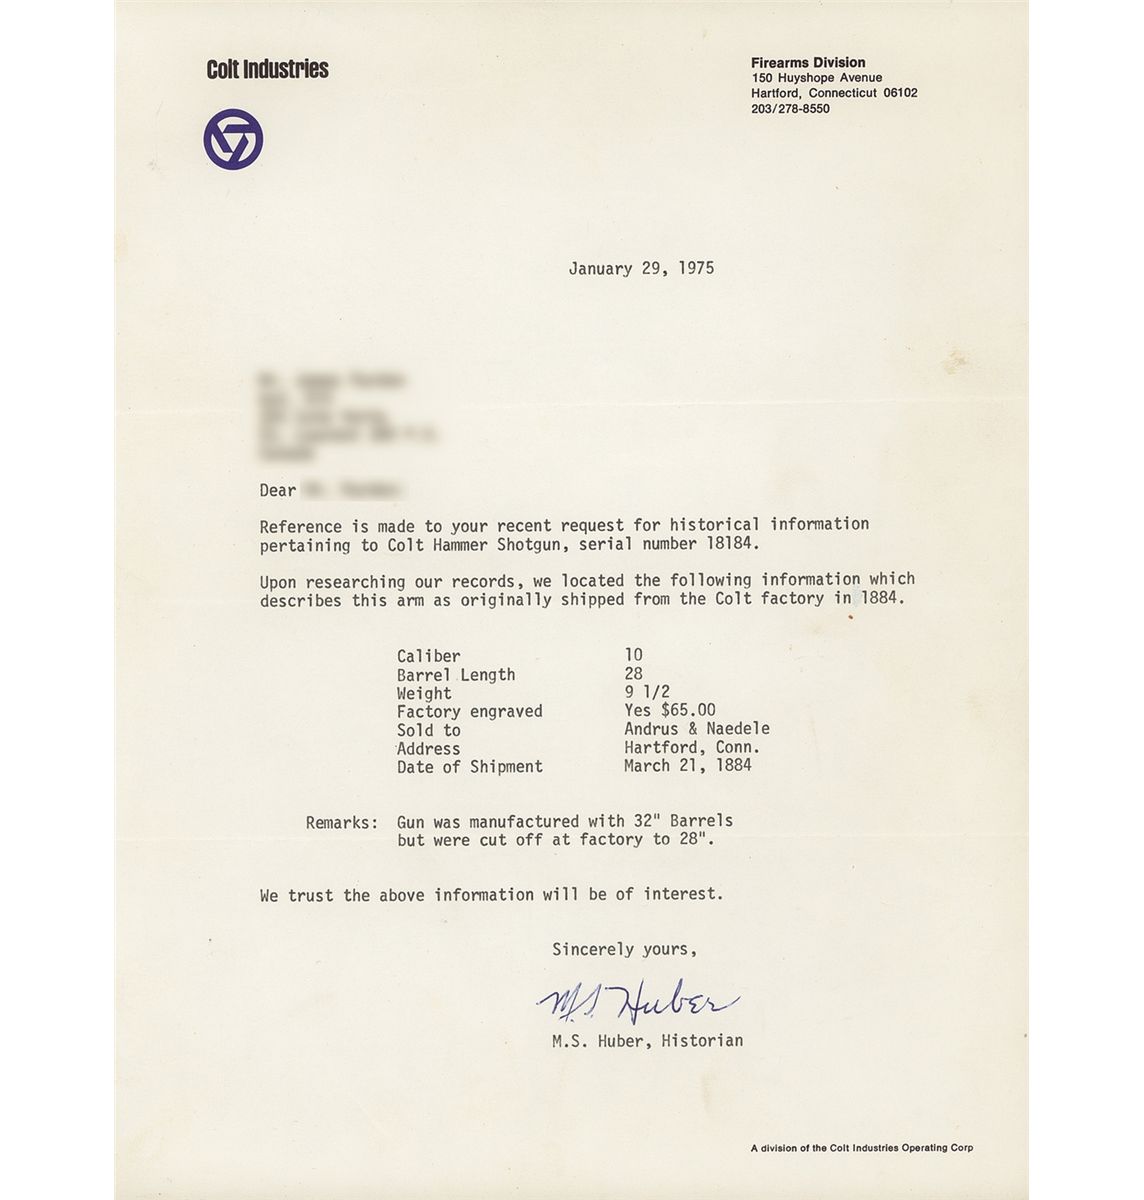 Colt Industries
Firearms Division
150 Huyshope Avenue
Hartford, Connecticut 06102
203/278-8550
January 29, 1975
Dear
Reference is made to your recent request for historical information
pertaining to Colt Hammer Shotgun, serial number 18184.
Upon researching our records, we located the following information which
describes this arm as originally shipped from the Colt factory in 1884.
Caliber 10
Barrel Length 28
Weight 9 1/2
Factory engraved Yes $65.00
Sold to Andrus & Naedele
Address Hartford, Conn.
Date of Shipment March 21, 1884
Remarks: Gun was manufactured with 32" Barrels
but were cut off at factory to 28".
We trust the above information will be of interest.
Sincerely yours,
M.S. Huber
M.S. Huber, Historian
A division of the Colt Industries Operating Corp